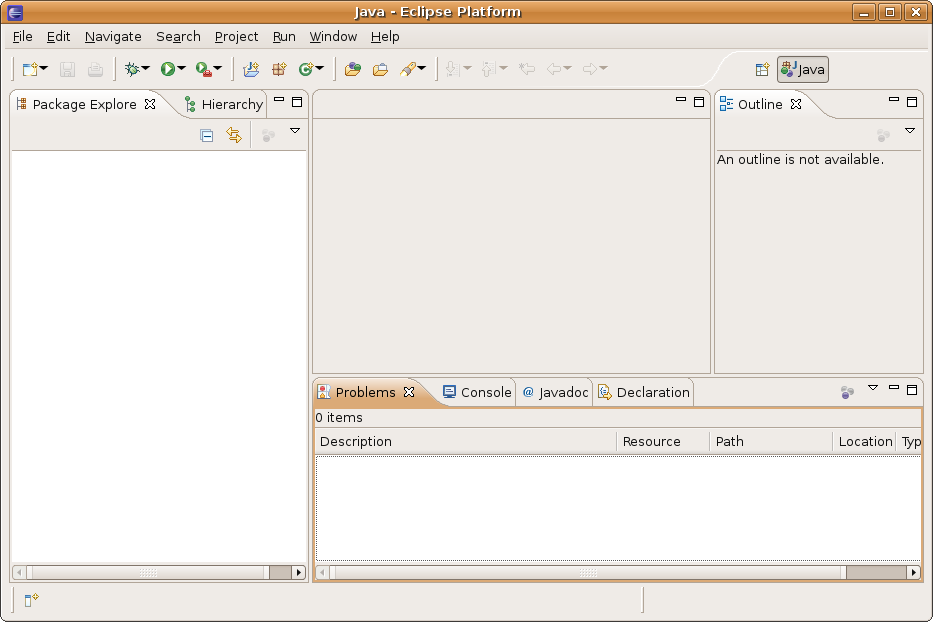 Java - Eclipse Platform
File Edit Navigate Search Project Run Window Help
Java
Package Explore Hierarchy
Outline
An outline is not available.
Problems Console @ Javadoc Declaration
0 items
Description Resource Path Location Typ